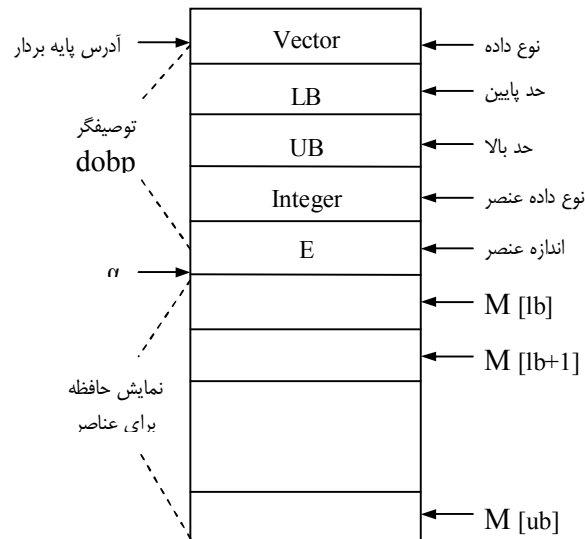 آدرس پایه بردار
Vector
نوع داده
LB
حد پایین
توصیفگر
dobp
UB
حد بالا
Integer
نوع داده عنصر
E
اندازه عنصر
α
M [lb]
M [lb+1]
نمایش حافظه
برای عناصر
M [ub]